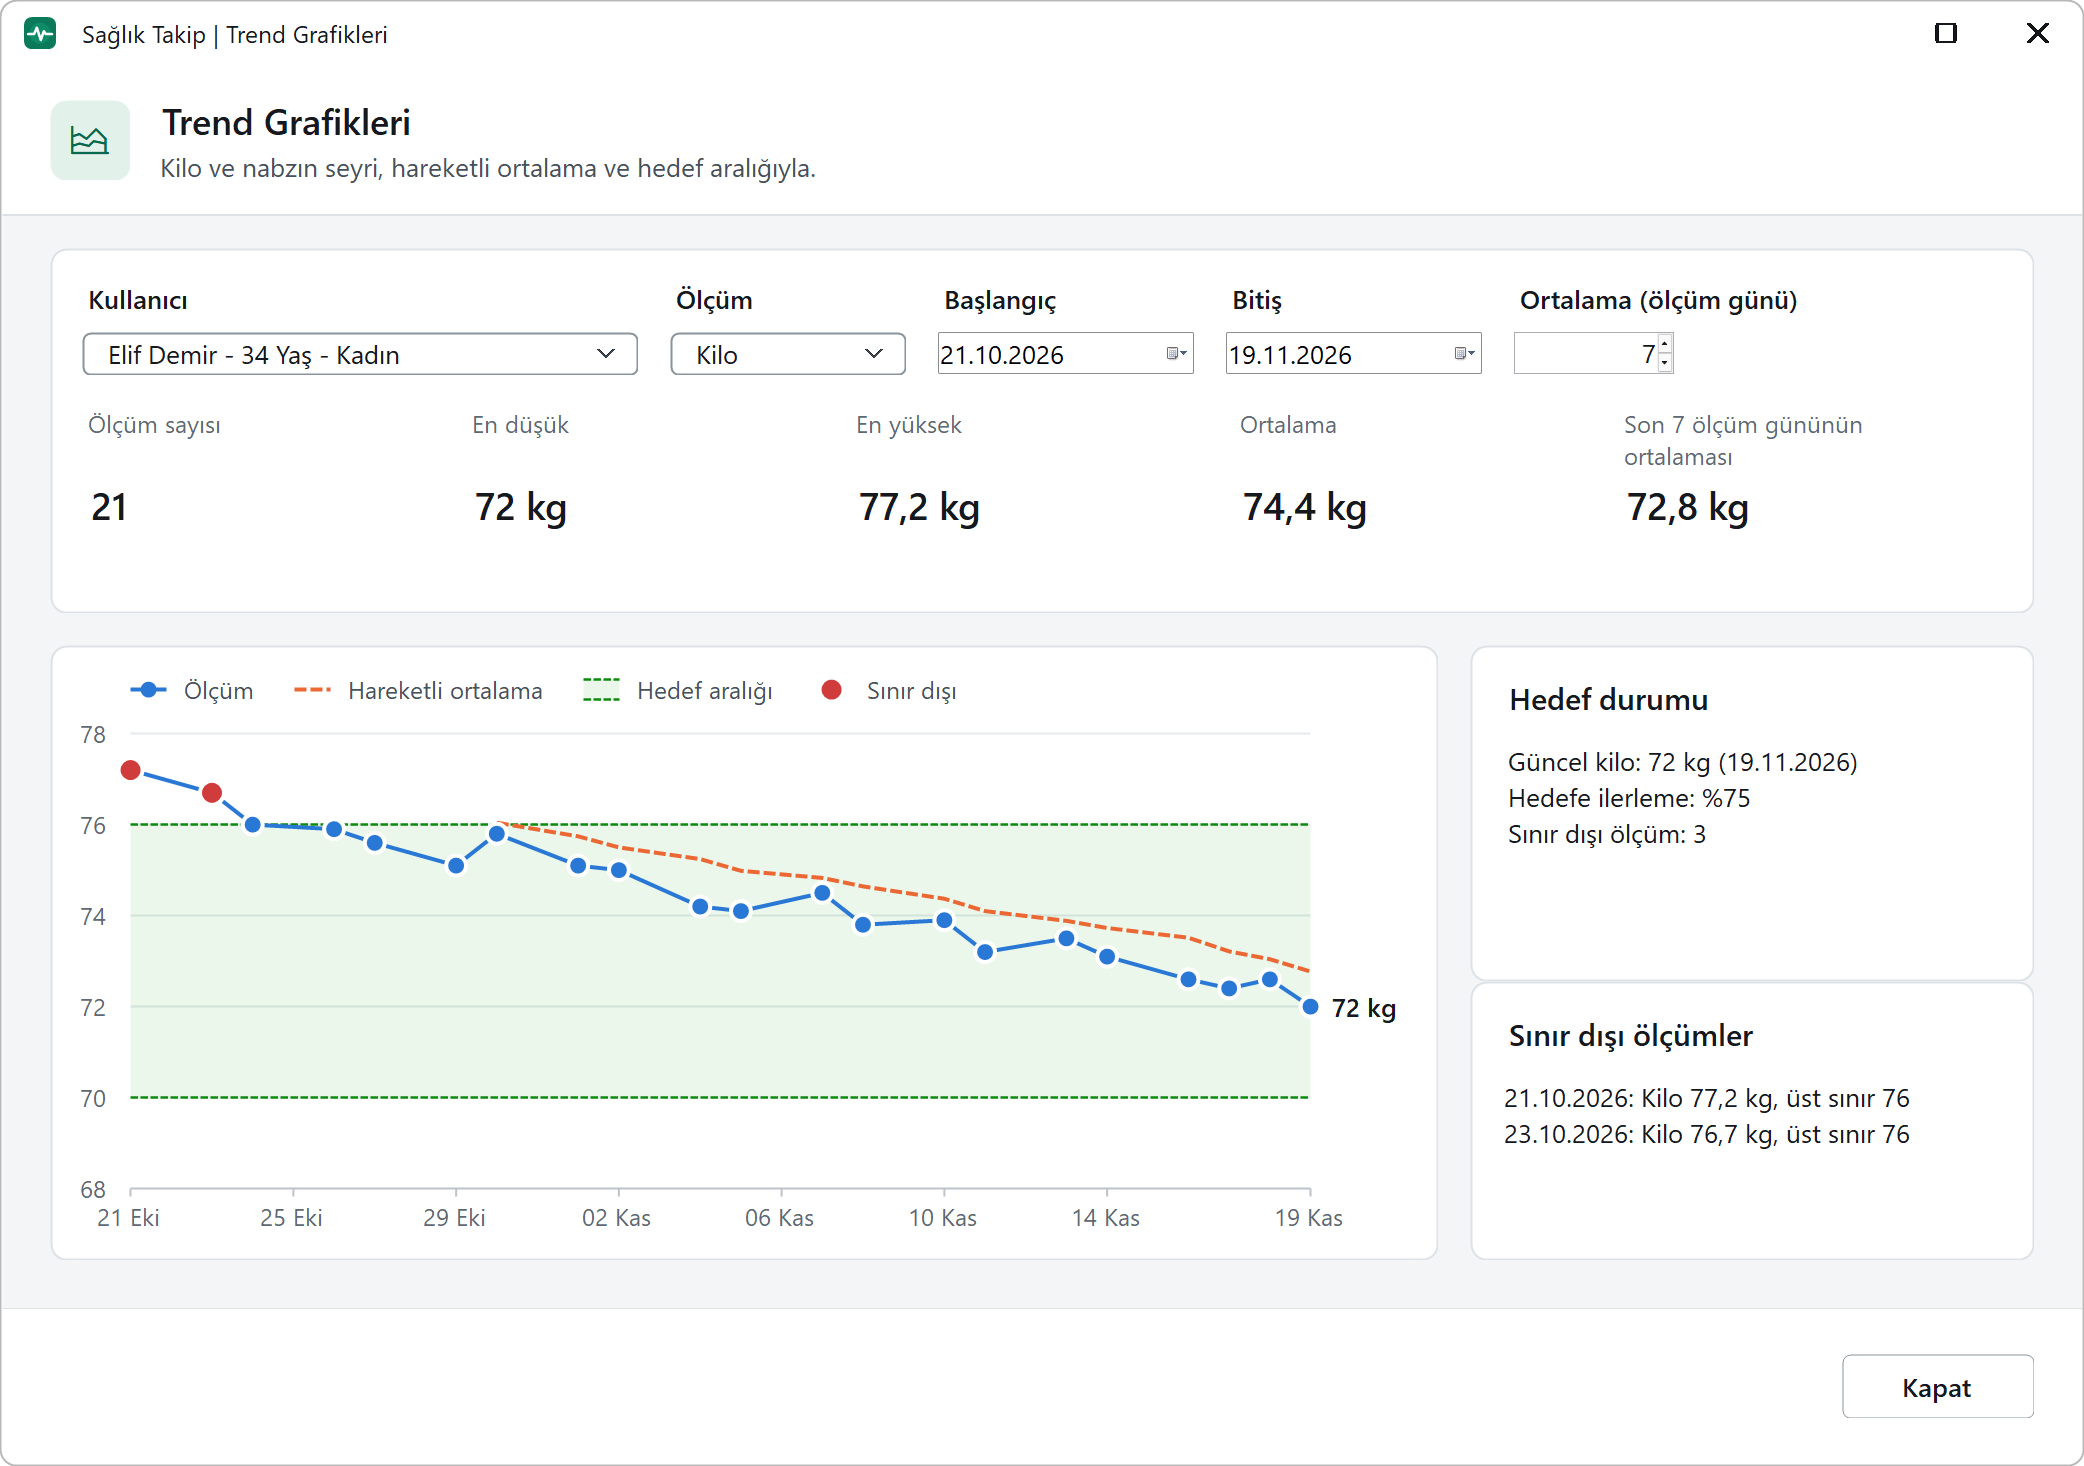 Sağlık Takip | Trend Grafikleri
Trend Grafikleri
Kilo ve nabzın seyri, hareketli ortalama ve hedef aralığıyla.
Kullanıcı
Ölçüm
Başlangıç
Bitiş
Ortalama (ölçüm günü)
Elif Demir - 34 Yaş - Kadın
Kilo
21.10.2026
19.11.2026
7
Ölçüm sayısı
21
En düşük
72 kg
En yüksek
77,2 kg
Ortalama
74,4 kg
Son 7 ölçüm gününün
ortalaması
72,8 kg
Ölçüm
Hareketli ortalama
Hedef aralığı
Sınır dışı
78
76
74
72
70
68
72 kg
21 Eki
25 Eki
29 Eki
02 Kas
06 Kas
10 Kas
14 Kas
19 Kas
Hedef durumu
Güncel kilo: 72 kg (19.11.2026)
Hedefe ilerleme: %75
Sınır dışı ölçüm: 3
Sınır dışı ölçümler
21.10.2026: Kilo 77,2 kg, üst sınır 76
23.10.2026: Kilo 76,7 kg, üst sınır 76
Kapat